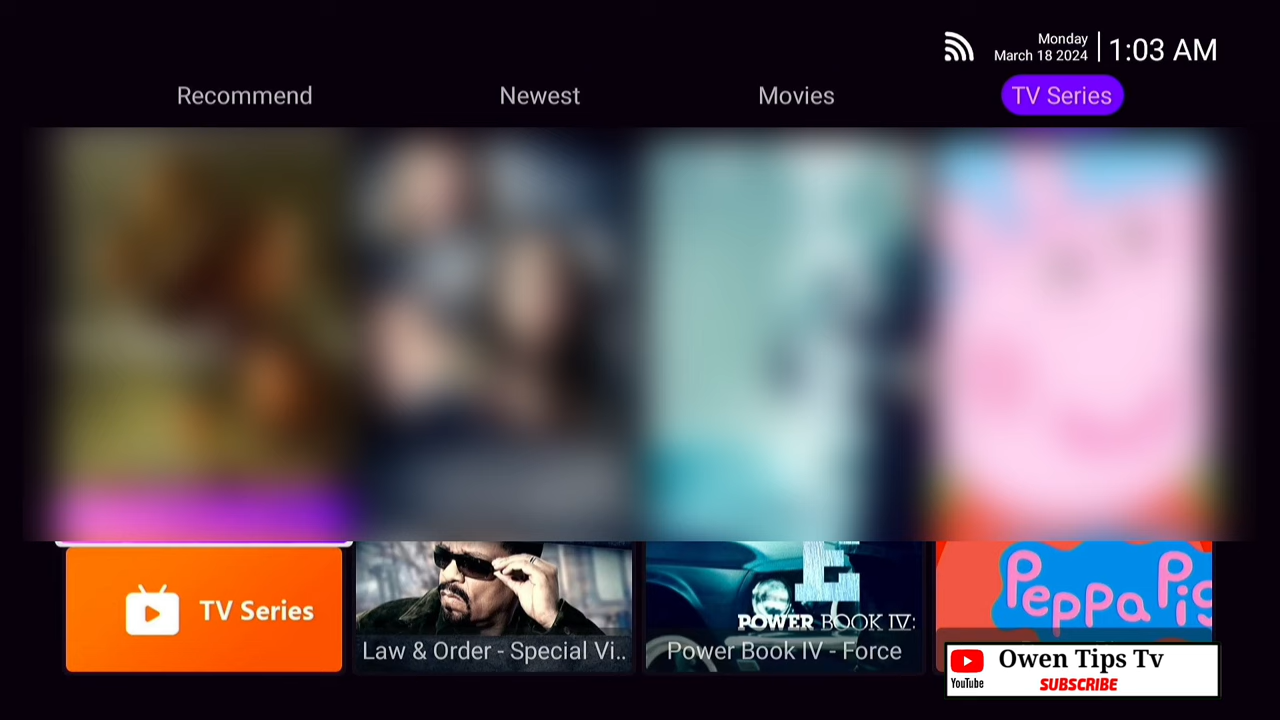 Monday
March 18 2024
1:03 AM
Recommend
Newest
Movies
TV Series
TV Series
Law & Order - Special Vi..
POWER BOOK IV:
Power Book IV - Force
Peppa Pig
YouTube
Owen Tips Tv
SUBSCRIBE